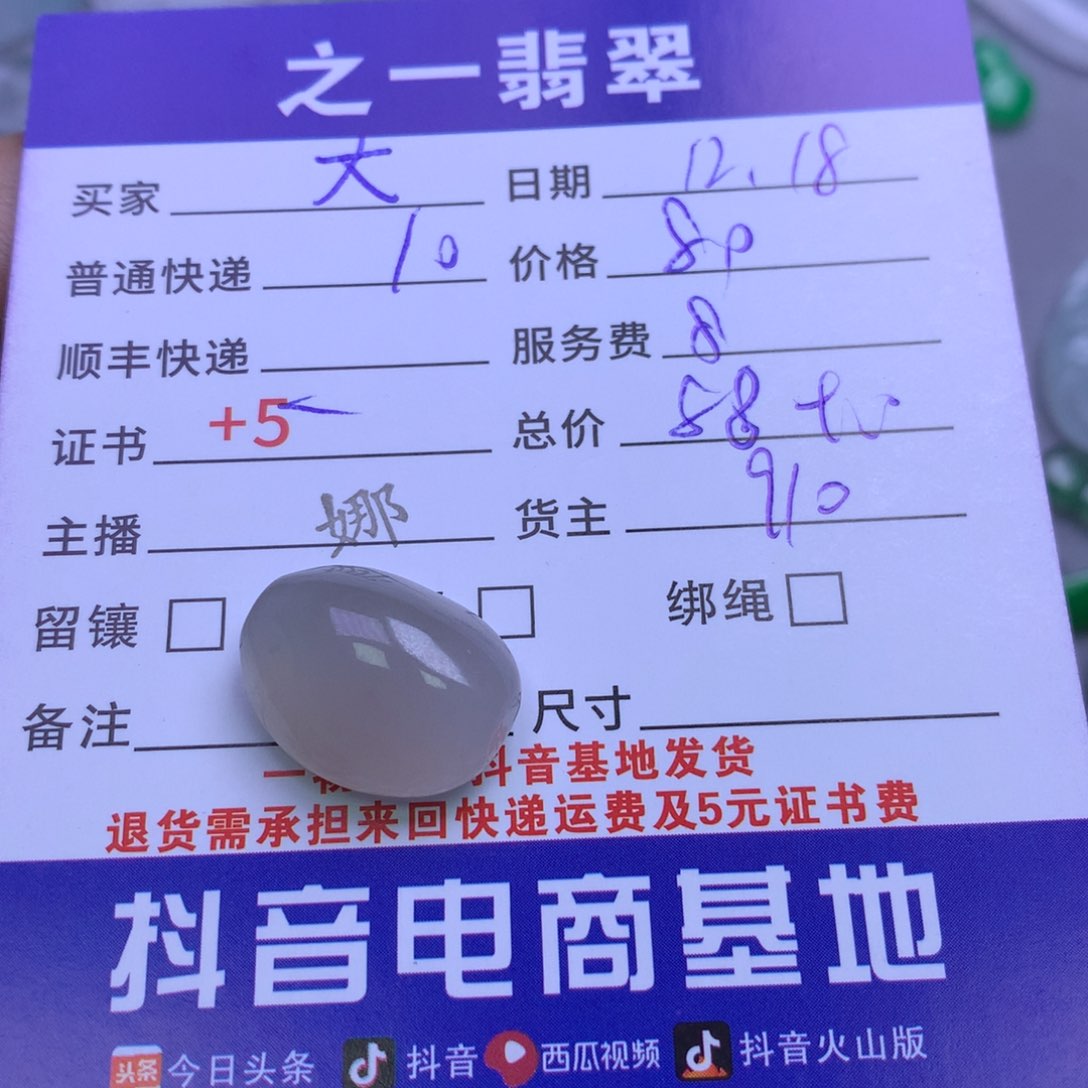 之一翡翠
买家 大 日期 12.18
普通快递 10 价格 80
顺丰快递 服务费 8
证书 +5 总价 58
主播 娜 货主 910
留镶 绑绳
备注 尺寸
一 抖音基地发货
退货需承担来回快递运费及5元证书费
抖音电商基地
头条 今日头条 抖音 西瓜视频 抖音火山版